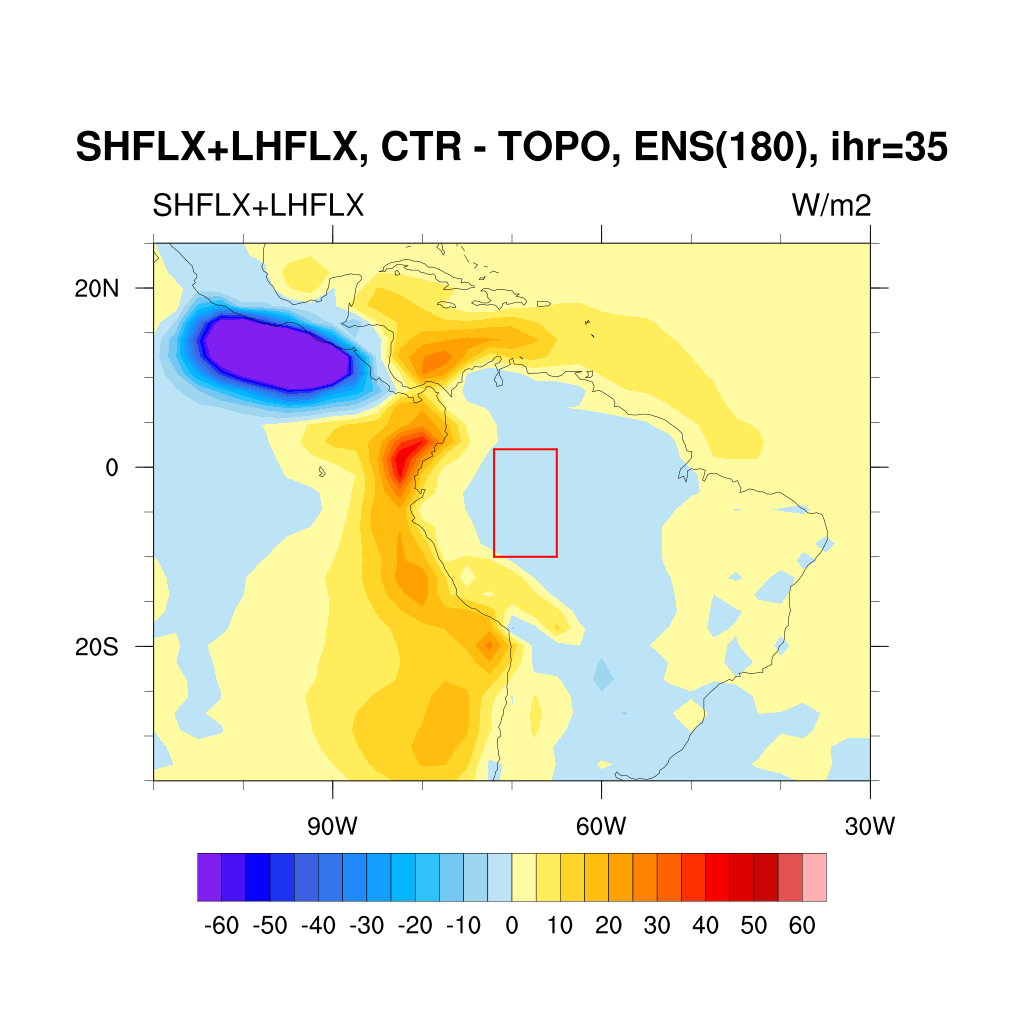 SHFLX+LHFLX, CTR - TOPO, ENS(180), ihr=35
SHFLX+LHFLX W/m2
20N
0
20S
90W 60W 30W
-60 -50 -40 -30 -20 -10 0 10 20 30 40 50 60